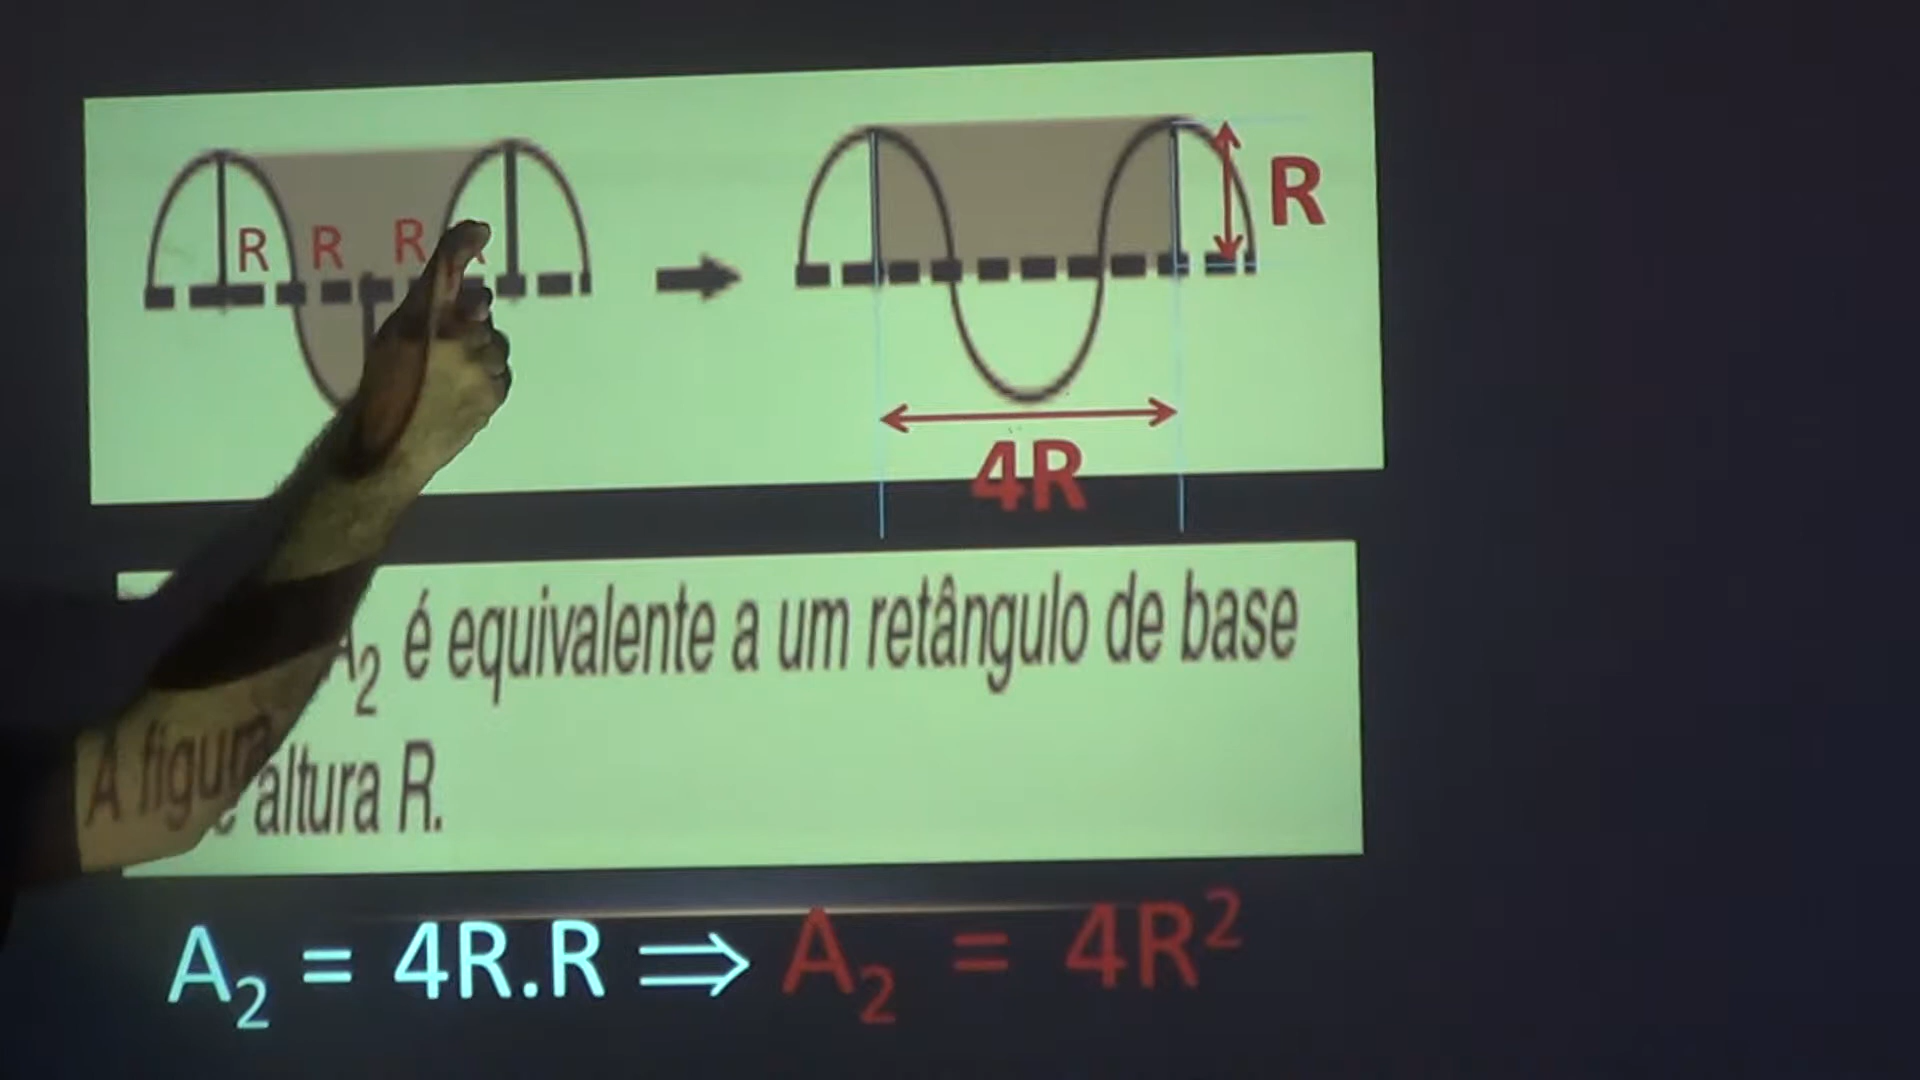 R R R R
R
4R
A figura A₂ é equivalente a um retângulo de base
e altura R.
A₂ = 4R.R ⇒ A₂ = 4R²